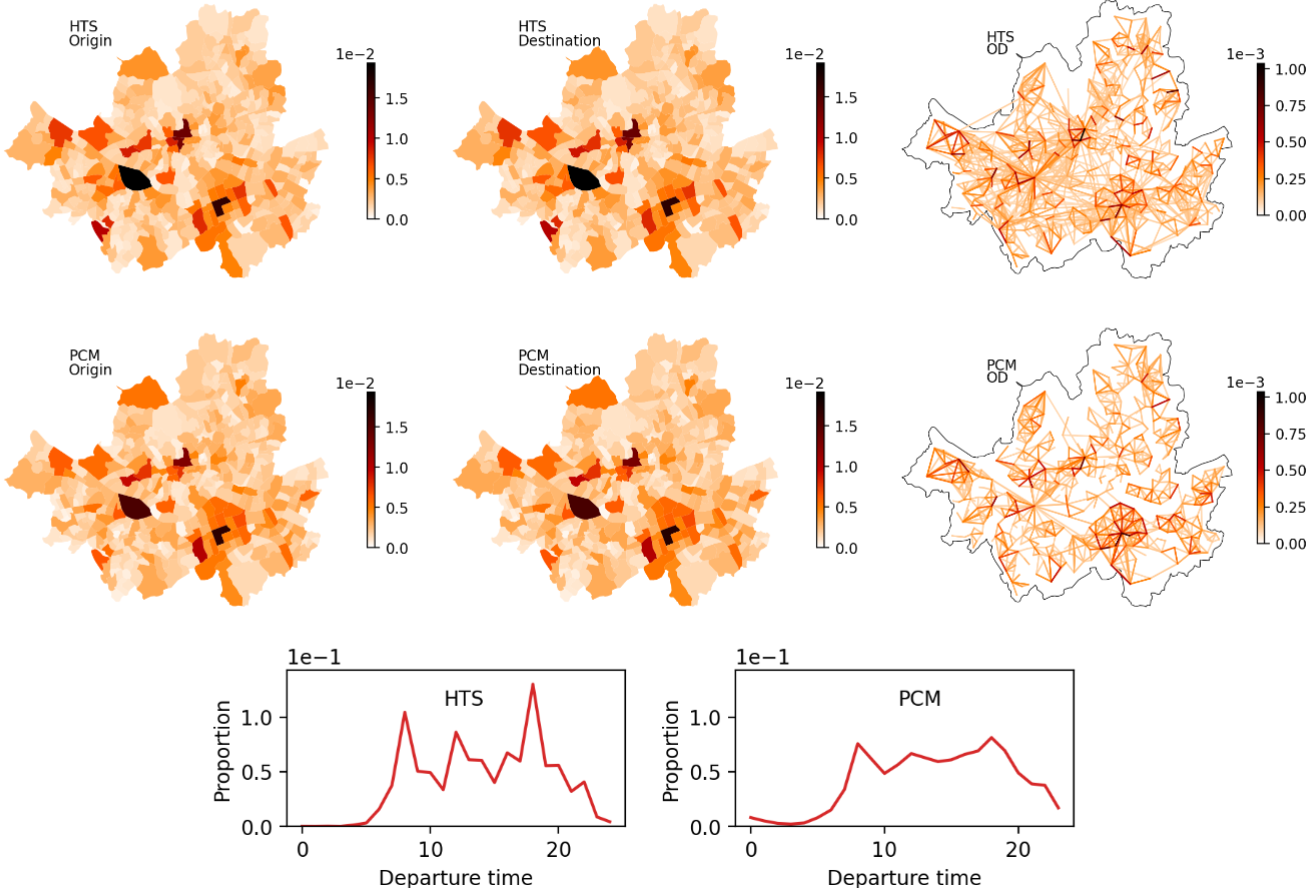 HTS
Origin
1e−2
1.5
1.0
0.5
0.0
HTS
Destination
1e−2
1.5
1.0
0.5
0.0
HTS
OD
1e−3
1.00
0.75
0.50
0.25
0.00
PCM
Origin
1e−2
1.5
1.0
0.5
0.0
PCM
Destination
1e−2
1.5
1.0
0.5
0.0
PCM
OD
1e−3
1.00
0.75
0.50
0.25
0.00
1e−1
HTS
Proportion
1.0
0.5
0.0
0 10 20
Departure time
1e−1
PCM
Proportion
1.0
0.5
0.0
0 10 20
Departure time